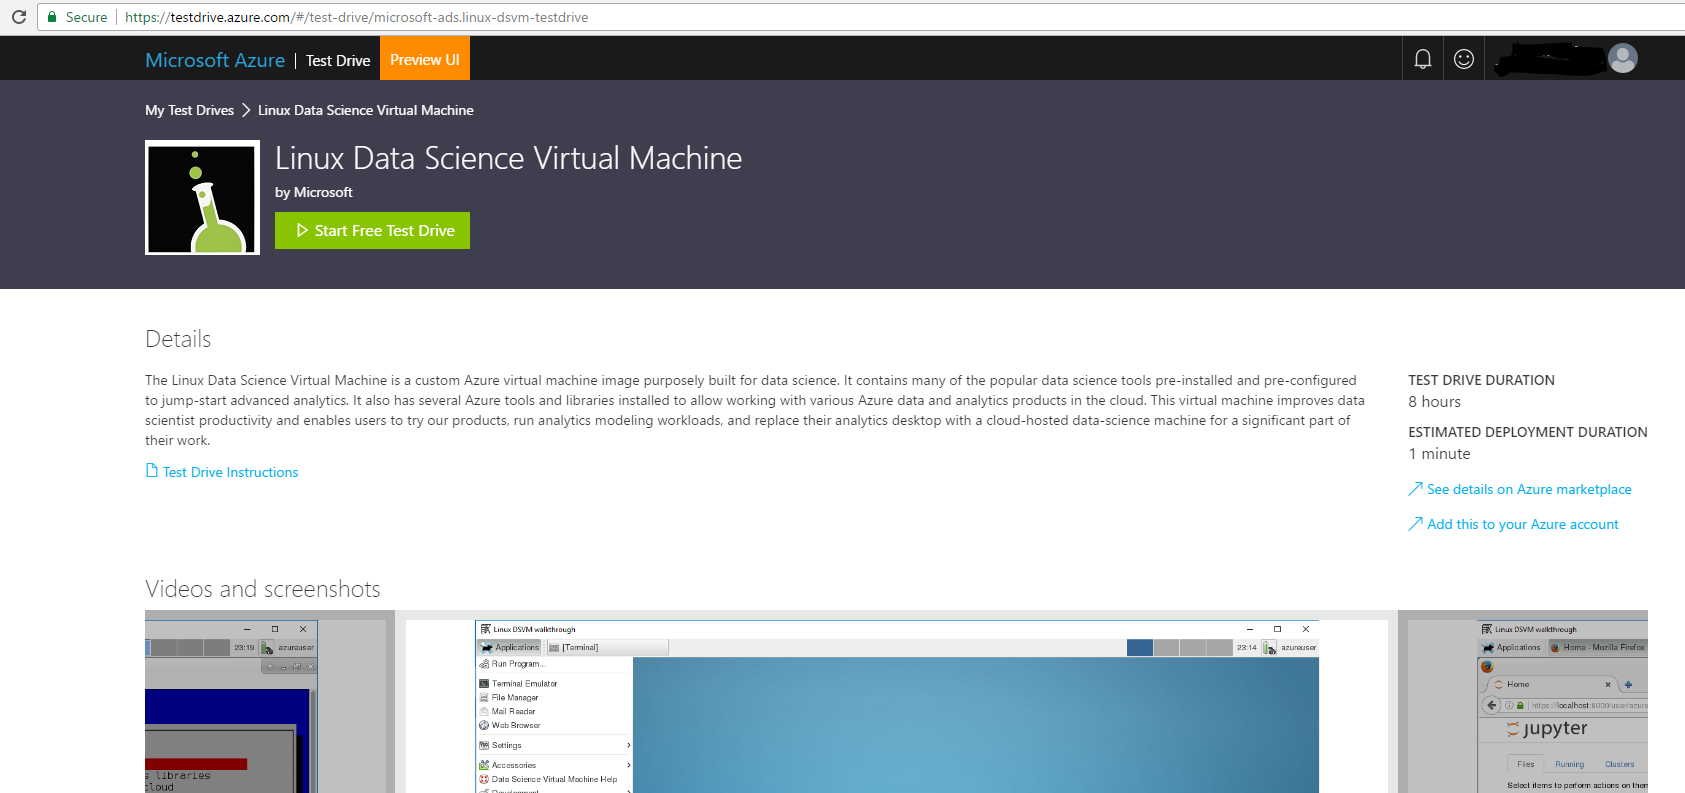 Secure https://testdrive.azure.com/#/test-drive/microsoft-ads.linux-dsvm-testdrive
Microsoft Azure | Test Drive Preview UI
My Test Drives > Linux Data Science Virtual Machine
Linux Data Science Virtual Machine
by Microsoft
Start Free Test Drive
Details
The Linux Data Science Virtual Machine is a custom Azure virtual machine image purposely built for data science. It contains many of the popular data science tools pre-installed and pre-configured
to jump-start advanced analytics. It also has several Azure tools and libraries installed to allow working with various Azure data and analytics products in the cloud. This virtual machine improves data
scientist productivity and enables users to try our products, run analytics modeling workloads, and replace their analytics desktop with a cloud-hosted data-science machine for a significant part of
their work.
Test Drive Instructions
TEST DRIVE DURATION
8 hours
ESTIMATED DEPLOYMENT DURATION
1 minute
See details on Azure marketplace
Add this to your Azure account
Videos and screenshots
23:19 azureuser
s libraries
cloud
Linux DSVM walkthrough
Applications [Terminal] 23:14 azureuser
Run Program...
Terminal Emulator
File Manager
Mail Reader
Web Browser
Settings
Accessories
Data Science Virtual Machine Help
Development
Linux DSVM walkthrough
Applications Home - Mozilla Firefox
Home
https://localhost:8000/user/azure
jupyter
Files Running Clusters
Select items to perform actions on then